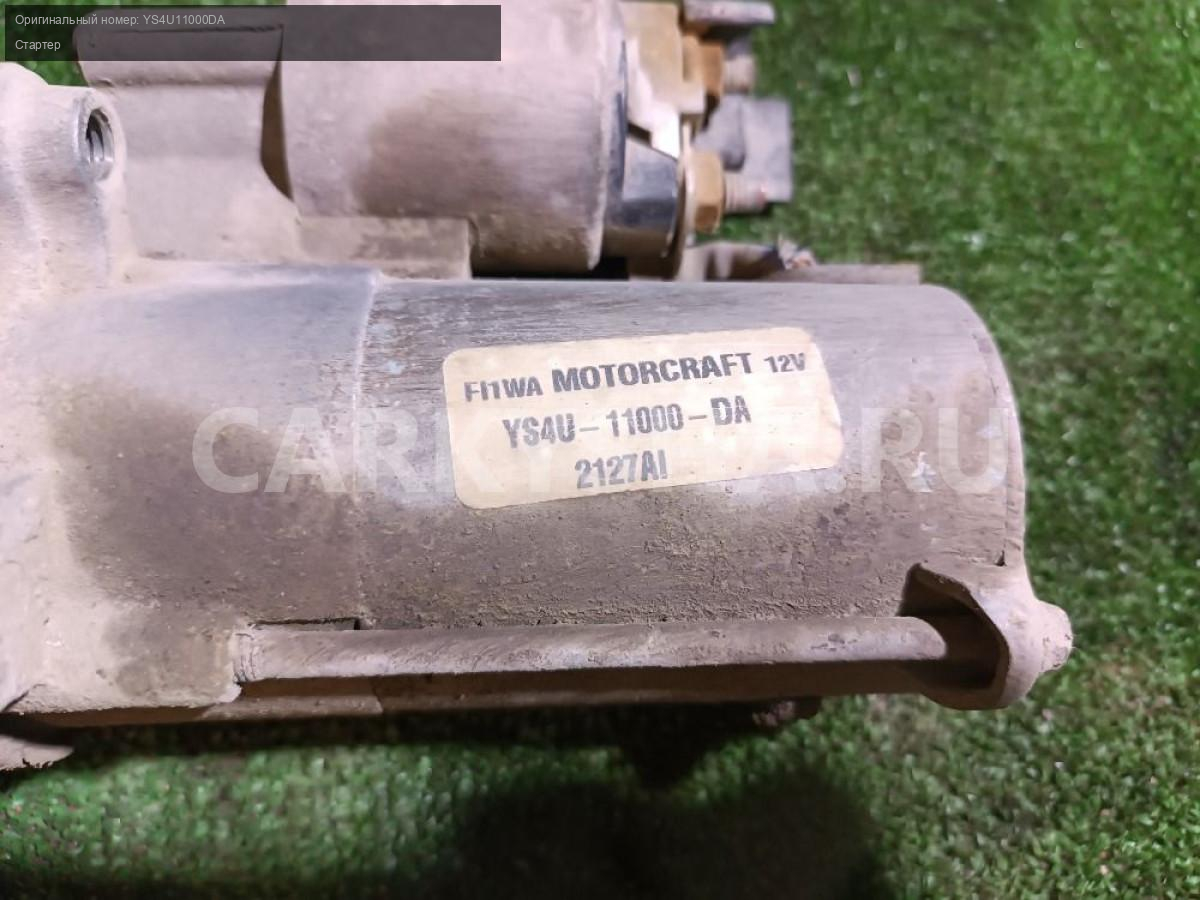 Оригинальный номер: YS4U11000DA
Стартер
FI1WA MOTORCRAFT 12V
YS4U-11000-DA
2127AI